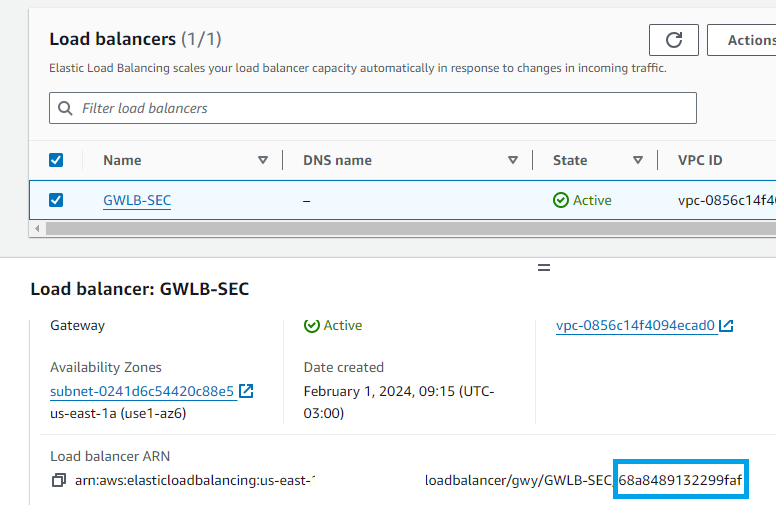 Load balancers (1/1)
Actions
Elastic Load Balancing scales your load balancer capacity automatically in response to changes in incoming traffic.
Filter load balancers
Name DNS name State VPC ID
GWLB-SEC – Active vpc-0856c14f4
Load balancer: GWLB-SEC
Gateway Active vpc-0856c14f4094ecad0
Availability Zones Date created
subnet-0241d6c54420c88e5 February 1, 2024, 09:15 (UTC-
us-east-1a (use1-az6) 03:00)
Load balancer ARN
arn:aws:elasticloadbalancing:us-east- loadbalancer/gwy/GWLB-SEC/68a8489132299faf